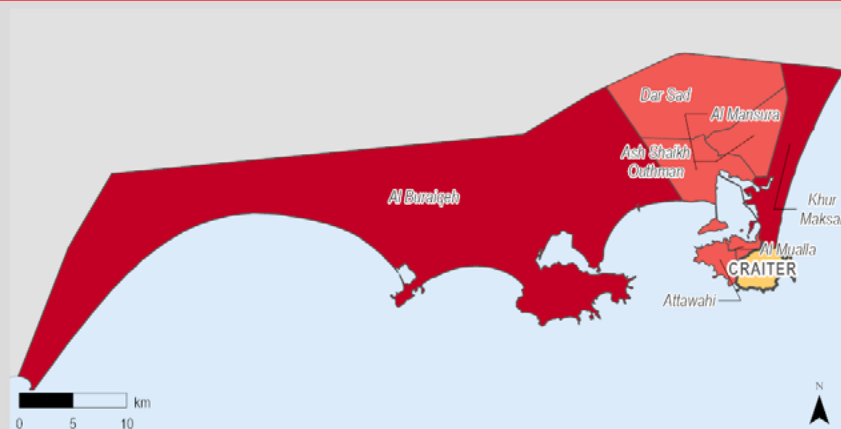 Dar Sad
Al Mansura
Ash Shaikh
Outhman
Al Buraiqeh
Khur
Maksar
Al Mualla
CRAITER
Attawahi
km
0 5 10
N